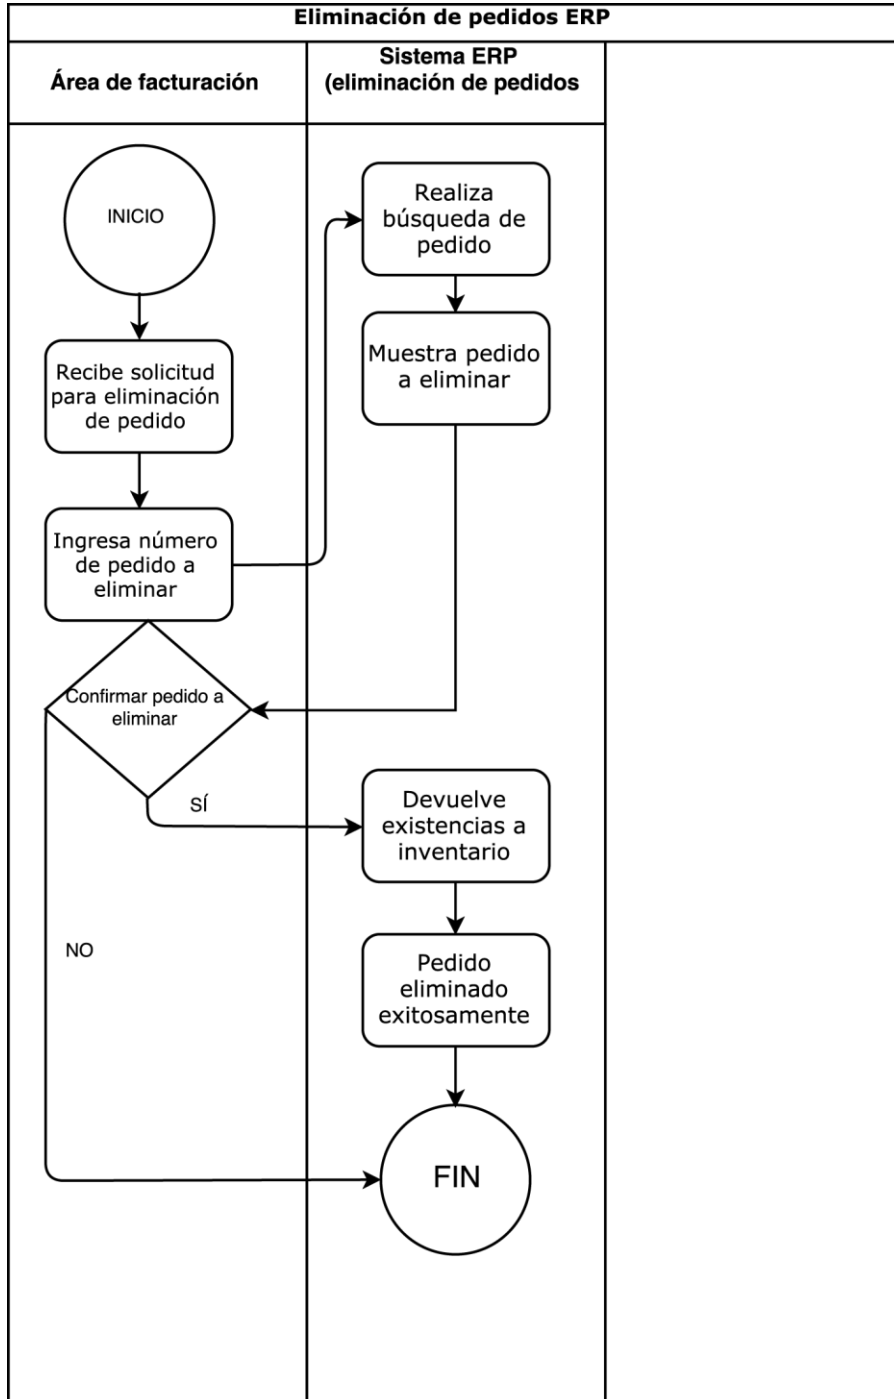 Eliminación de pedidos ERP
Área de facturación
Sistema ERP
(eliminación de pedidos
INICIO
Recibe solicitud
para eliminación
de pedido
Ingresa número
de pedido a
eliminar
Realiza
búsqueda de
pedido
Muestra pedido
a eliminar
Confirmar pedido a
eliminar
SÍ
NO
Devuelve
existencias a
inventario
Pedido
eliminado
exitosamente
FIN